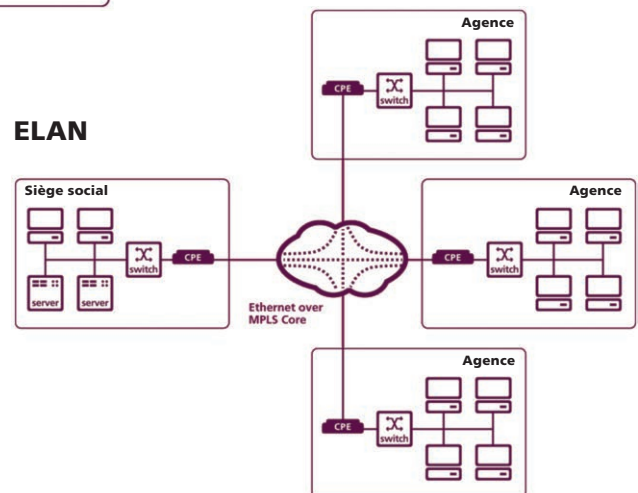 Agence
CPE
switch
ELAN
Siège social
switch
CPE
server
server
Ethernet over
MPLS Core
Agence
CPE
switch
Agence
CPE
switch